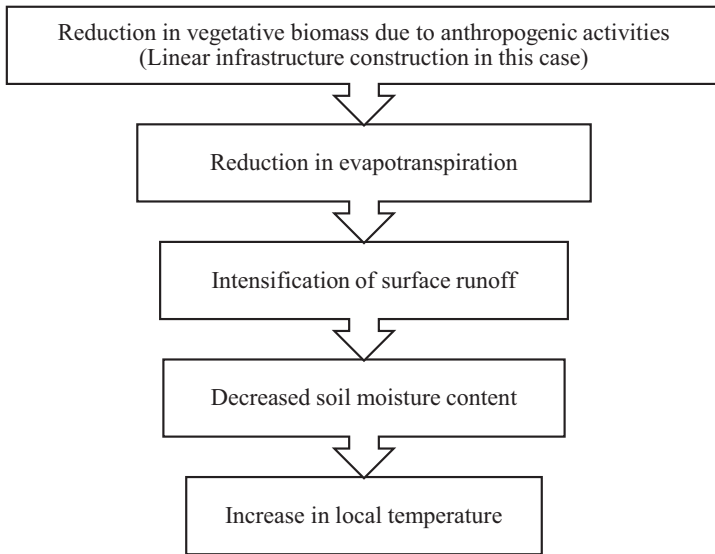 Reduction in vegetative biomass due to anthropogenic activities
(Linear infrastructure construction in this case)
Reduction in evapotranspiration
Intensification of surface runoff
Decreased soil moisture content
Increase in local temperature